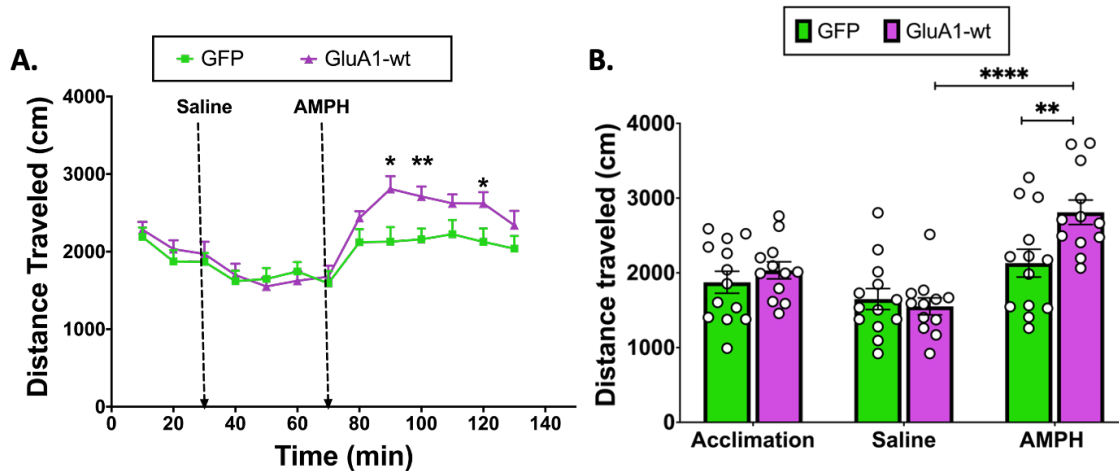 A.
GFP GluA1-wt
Saline AMPH
* ** *
Distance Traveled (cm)
4000
3000
2000
1000
0
0 20 40 60 80 100 120 140
Time (min)
B.
GFP GluA1-wt
****
**
Distance traveled (cm)
4000
3000
2000
1000
0
Acclimation Saline AMPH